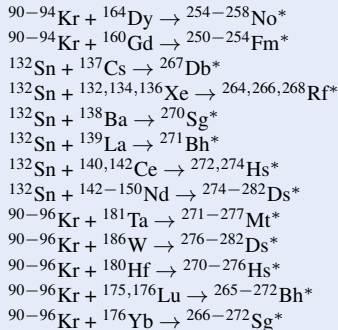 ⁹⁰⁻⁹⁴Kr + ¹⁶⁴Dy → ²⁵⁴⁻²⁵⁸No*
⁹⁰⁻⁹⁴Kr + ¹⁶⁰Gd → ²⁵⁰⁻²⁵⁴Fm*
¹³²Sn + ¹³⁷Cs → ²⁶⁷Db*
¹³²Sn + ¹³²,¹³⁴,¹³⁶Xe → ²⁶⁴,²⁶⁶,²⁶⁸Rf*
¹³²Sn + ¹³⁸Ba → ²⁷⁰Sg*
¹³²Sn + ¹³⁹La → ²⁷¹Bh*
¹³²Sn + ¹⁴⁰,¹⁴²Ce → ²⁷²,²⁷⁴Hs*
¹³²Sn + ¹⁴²⁻¹⁵⁰Nd → ²⁷⁴⁻²⁸²Ds*
⁹⁰⁻⁹⁶Kr + ¹⁸¹Ta → ²⁷¹⁻²⁷⁷Mt*
⁹⁰⁻⁹⁶Kr + ¹⁸⁶W → ²⁷⁶⁻²⁸²Ds*
⁹⁰⁻⁹⁶Kr + ¹⁸⁰Hf → ²⁷⁰⁻²⁷⁶Hs*
⁹⁰⁻⁹⁶Kr + ¹⁷⁵,¹⁷⁶Lu → ²⁶⁵⁻²⁷²Bh*
⁹⁰⁻⁹⁶Kr + ¹⁷⁶Yb → ²⁶⁶⁻²⁷²Sg*